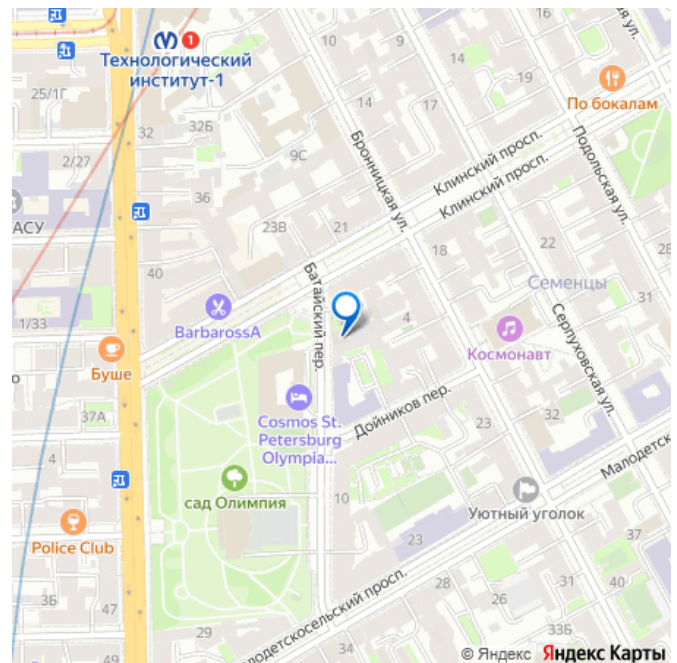 1
Технологический
институт-1
25/1Г
32
32Б
10
9
14
14
17
16
11
По бокалам
2/27
9С
36
АСУ
Бронницкая ул.
Клинский просп.
Клинский просп.
Подольская ул.
23В
21
18
22
28
40
Батайский пер.
Семенцы
31
1/33
BarbarossA
4
Космонавт
Серпуховская ул.
Буше
о
37А
Cosmos St.
Petersburg
Olympia...
Дойников пер.
23
32
4
Малодетск
сад Олимпия
10
Уютный уголок
Police Club
23
37
3Б
47
Малодетскосельский просп.
28
26
31
40
29
34
33Б
© Яндекс Яндекс Карты